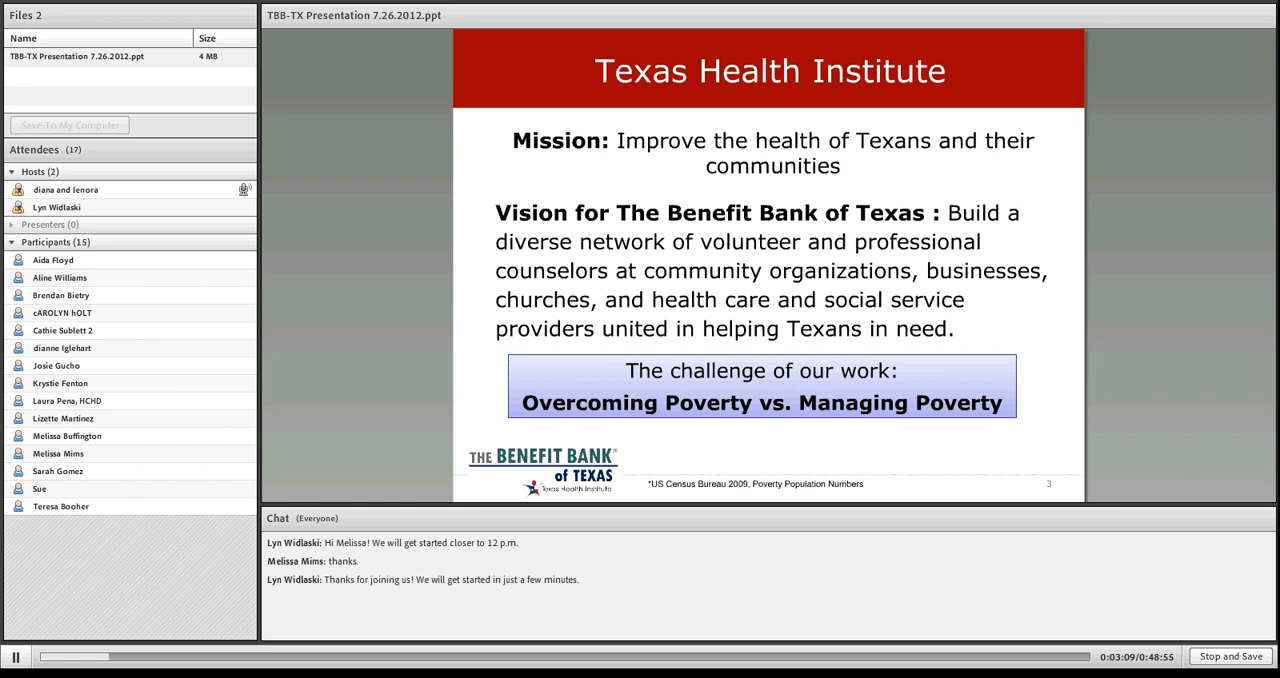 Files 2
Name Size
TBB-TX Presentation 7.26.2012.ppt 4 MB
Save To My Computer
Attendees (17)
Hosts (2)
diana and lenora
Lyn Widlaski
Presenters (0)
Participants (15)
Aida Floyd
Aline Williams
Brendan Bietry
cAROLYN hOLT
Cathie Sublett 2
dianne Iglehart
Josie Gucho
Krystie Fenton
Laura Pena, HCHD
Lizette Martinez
Melissa Buffington
Melissa Mims
Sarah Gomez
Sue
Teresa Booher
TBB-TX Presentation 7.26.2012.ppt
Texas Health Institute
Mission: Improve the health of Texans and their
communities
Vision for The Benefit Bank of Texas : Build a
diverse network of volunteer and professional
counselors at community organizations, businesses,
churches, and health care and social service
providers united in helping Texans in need.
The challenge of our work:
Overcoming Poverty vs. Managing Poverty
THE BENEFIT BANK®
of TEXAS
Texas Health Institute
*US Census Bureau 2009, Poverty Population Numbers
3
Chat (Everyone)
Lyn Widlaski: Hi Melissa! We will get started closer to 12 p.m.
Melissa Mims: thanks.
Lyn Widlaski: Thanks for joining us! We will get started in just a few minutes.
0:03:09/0:48:55
Stop and Save